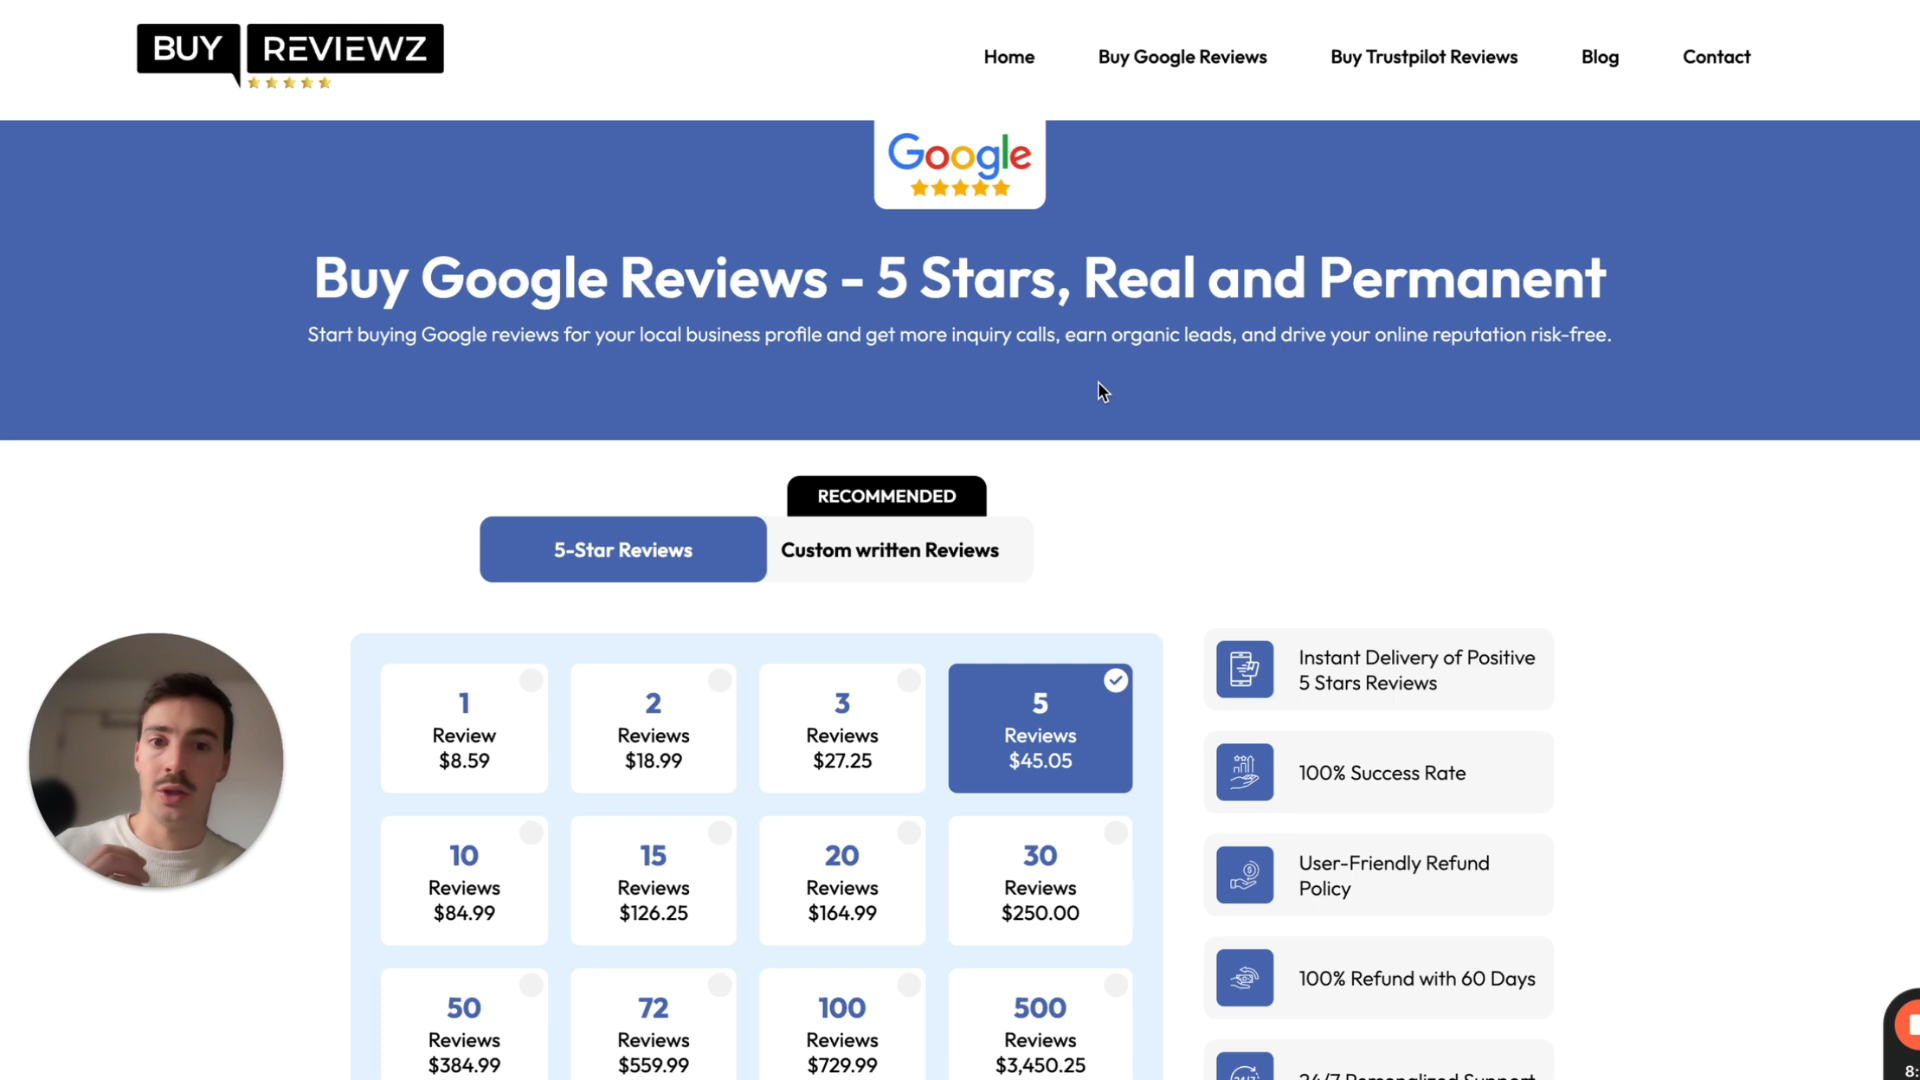 BUY REVIEWZ
Home
Buy Google Reviews
Buy Trustpilot Reviews
Blog
Contact
Google
Buy Google Reviews - 5 Stars, Real and Permanent
Start buying Google reviews for your local business profile and get more inquiry calls, earn organic leads, and drive your online reputation risk-free.
RECOMMENDED
5-Star Reviews
Custom written Reviews
1
Review
$8.59
2
Reviews
$18.99
3
Reviews
$27.25
5
Reviews
$45.05
10
Reviews
$84.99
15
Reviews
$126.25
20
Reviews
$164.99
30
Reviews
$250.00
50
Reviews
$384.99
72
Reviews
$559.99
100
Reviews
$729.99
500
Reviews
$3,450.25
Instant Delivery of Positive
5 Stars Reviews
100% Success Rate
User-Friendly Refund
Policy
100% Refund with 60 Days
24/7 Personalized Support
8: